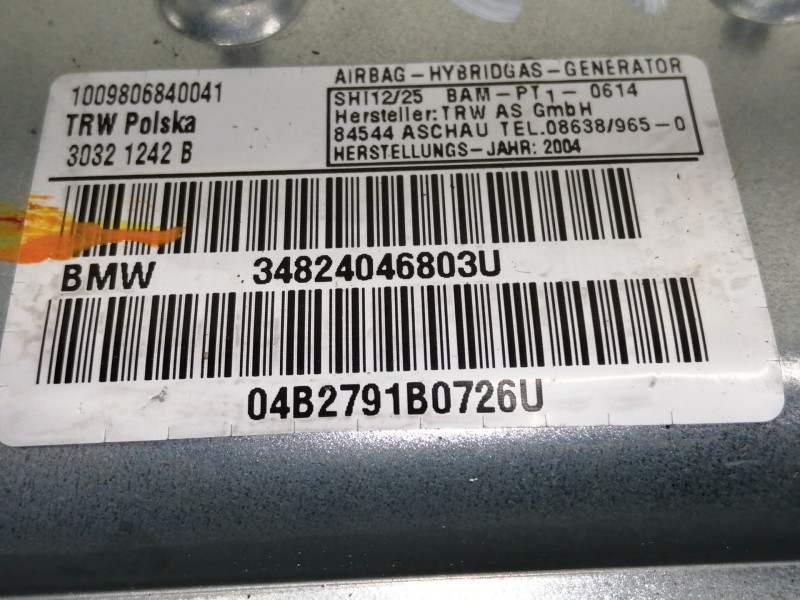 1009806840041
TRW Polska
3032 1242 B
AIRBAG-HYBRIDGAS-GENERATOR
SHI12/25 BAM-PT1-0614
Hersteller: TRW AS GmbH
84544 ASCHAU TEL.08638/965-0
HERSTELLUNGS-JAHR: 2004
BMW 34824046803U
04B2791B0726U